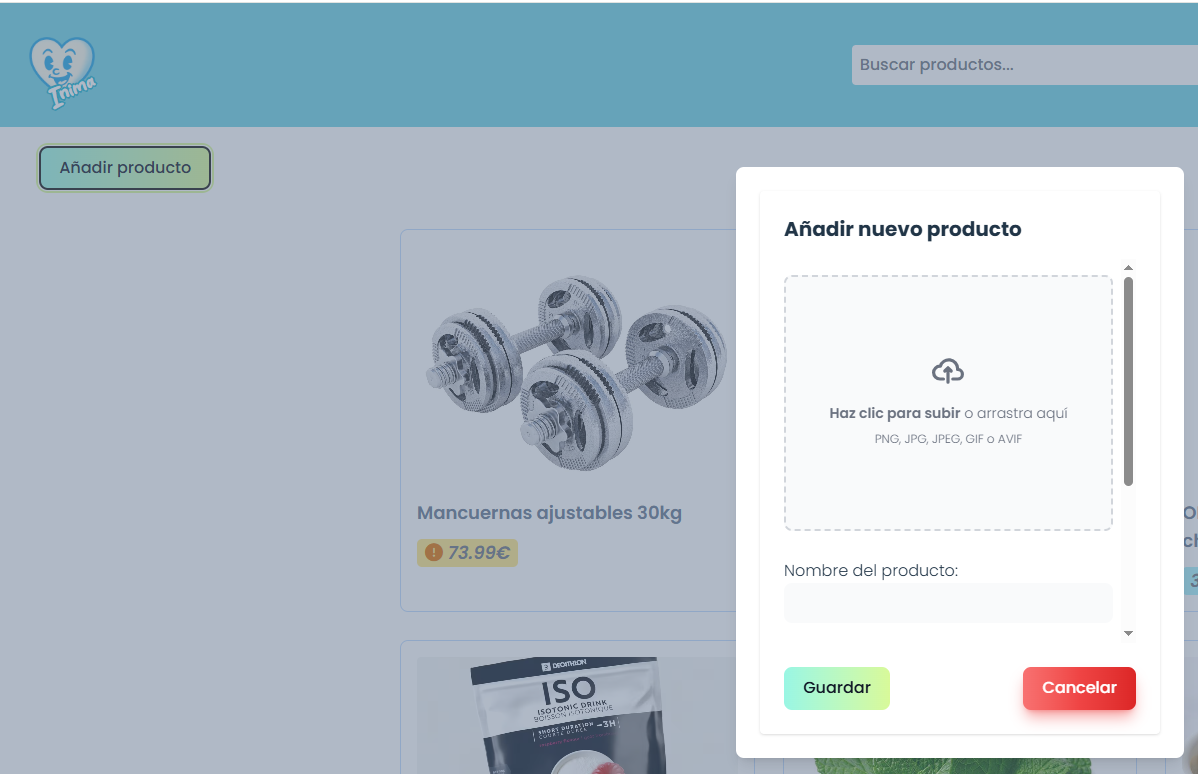 Inima
Buscar productos...
Añadir producto
Añadir nuevo producto
Haz clic para subir o arrastra aquí
PNG, JPG, JPEG, GIF o AVIF
Nombre del producto:
Guardar
Cancelar
Mancuernas ajustables 30kg
73.99€
DECATHLON
ISO
ISOTONIC DRINK
BOISSON ISOTONIQUE
SHORT DURATION
COURTE DURÉE
-3H